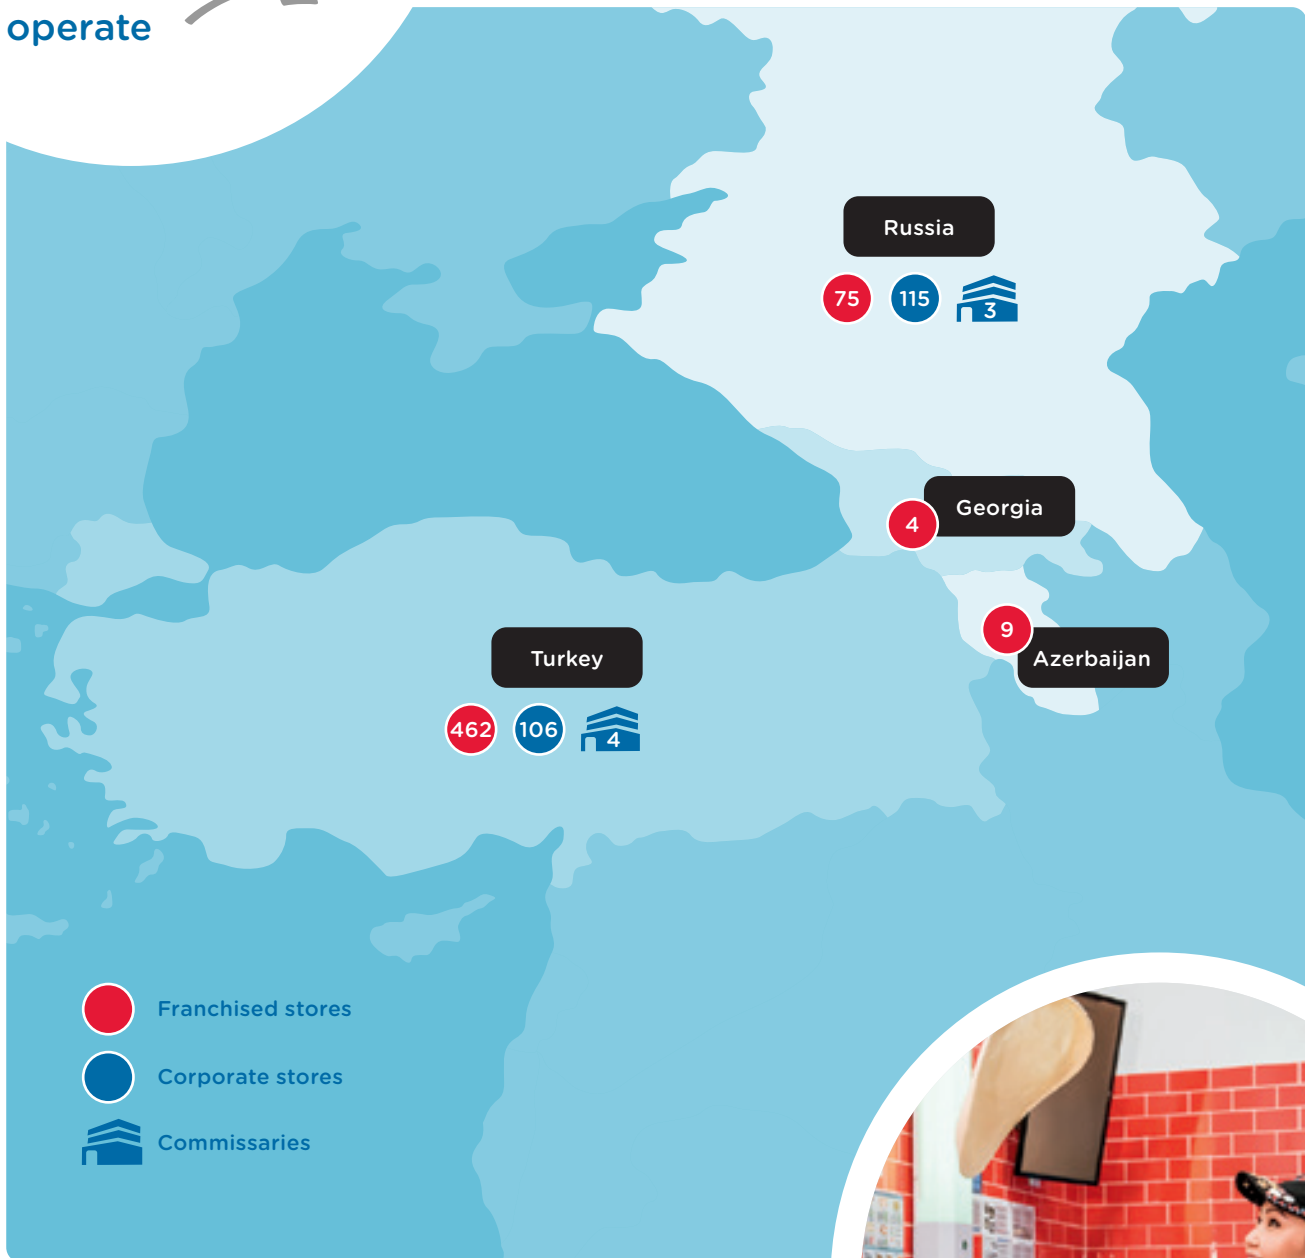 operate
Russia
75 115 3
Georgia
4
9
Azerbaijan
Turkey
462 106 4
Franchised stores
Corporate stores
Commissaries